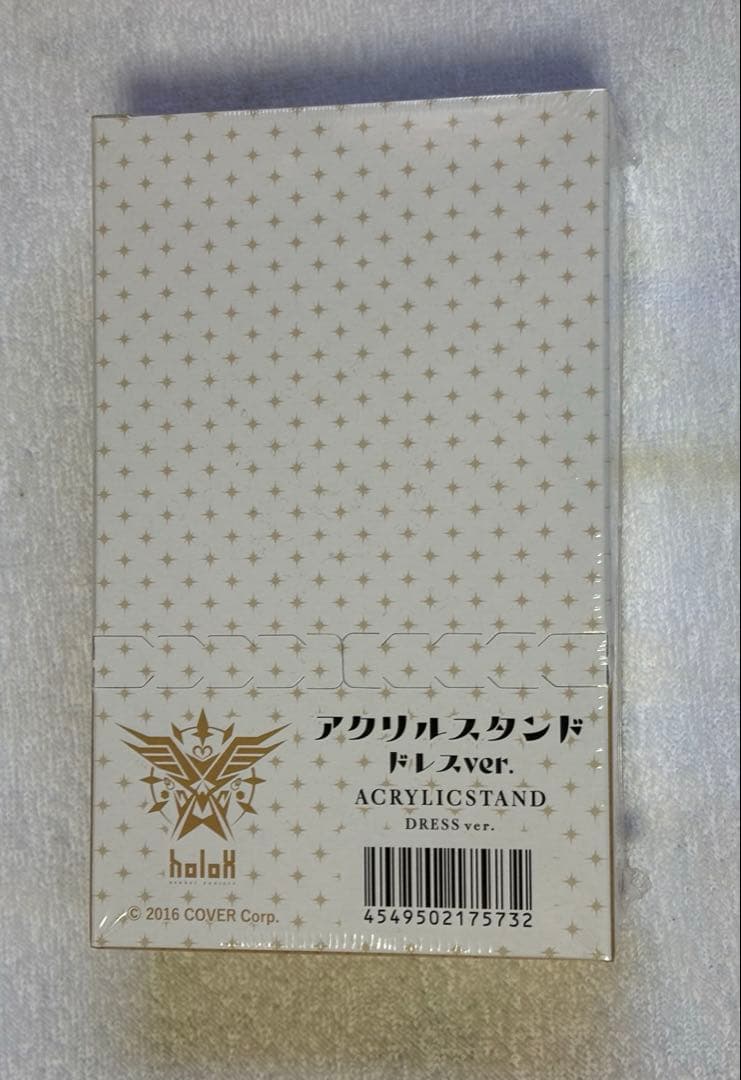 アクリルスタンド
ドレスver.
ACRYLICSTAND
DRESS ver.
holoX
4549502175732
© 2016 COVER Corp.